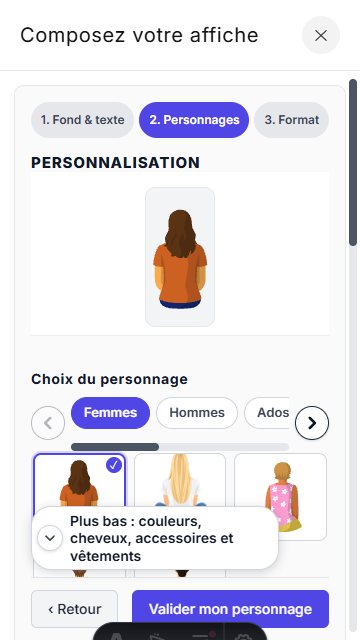 Composez votre affiche
1. Fond & texte
2. Personnages
3. Format
PERSONNALISATION
Choix du personnage
Femmes
Hommes
Ados
Plus bas : couleurs,
cheveux, accessoires et
vêtements
‹ Retour
Valider mon personnage